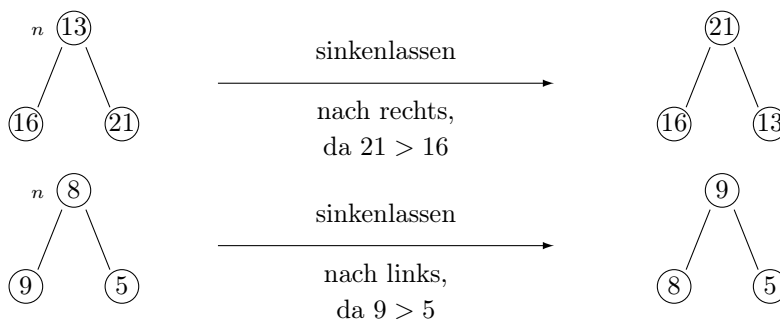 n 13 21
sinkenlassen
16 21 nach rechts, 16 13
da 21 > 16
n 8 9
sinkenlassen
9 5 nach links, 8 5
da 9 > 5